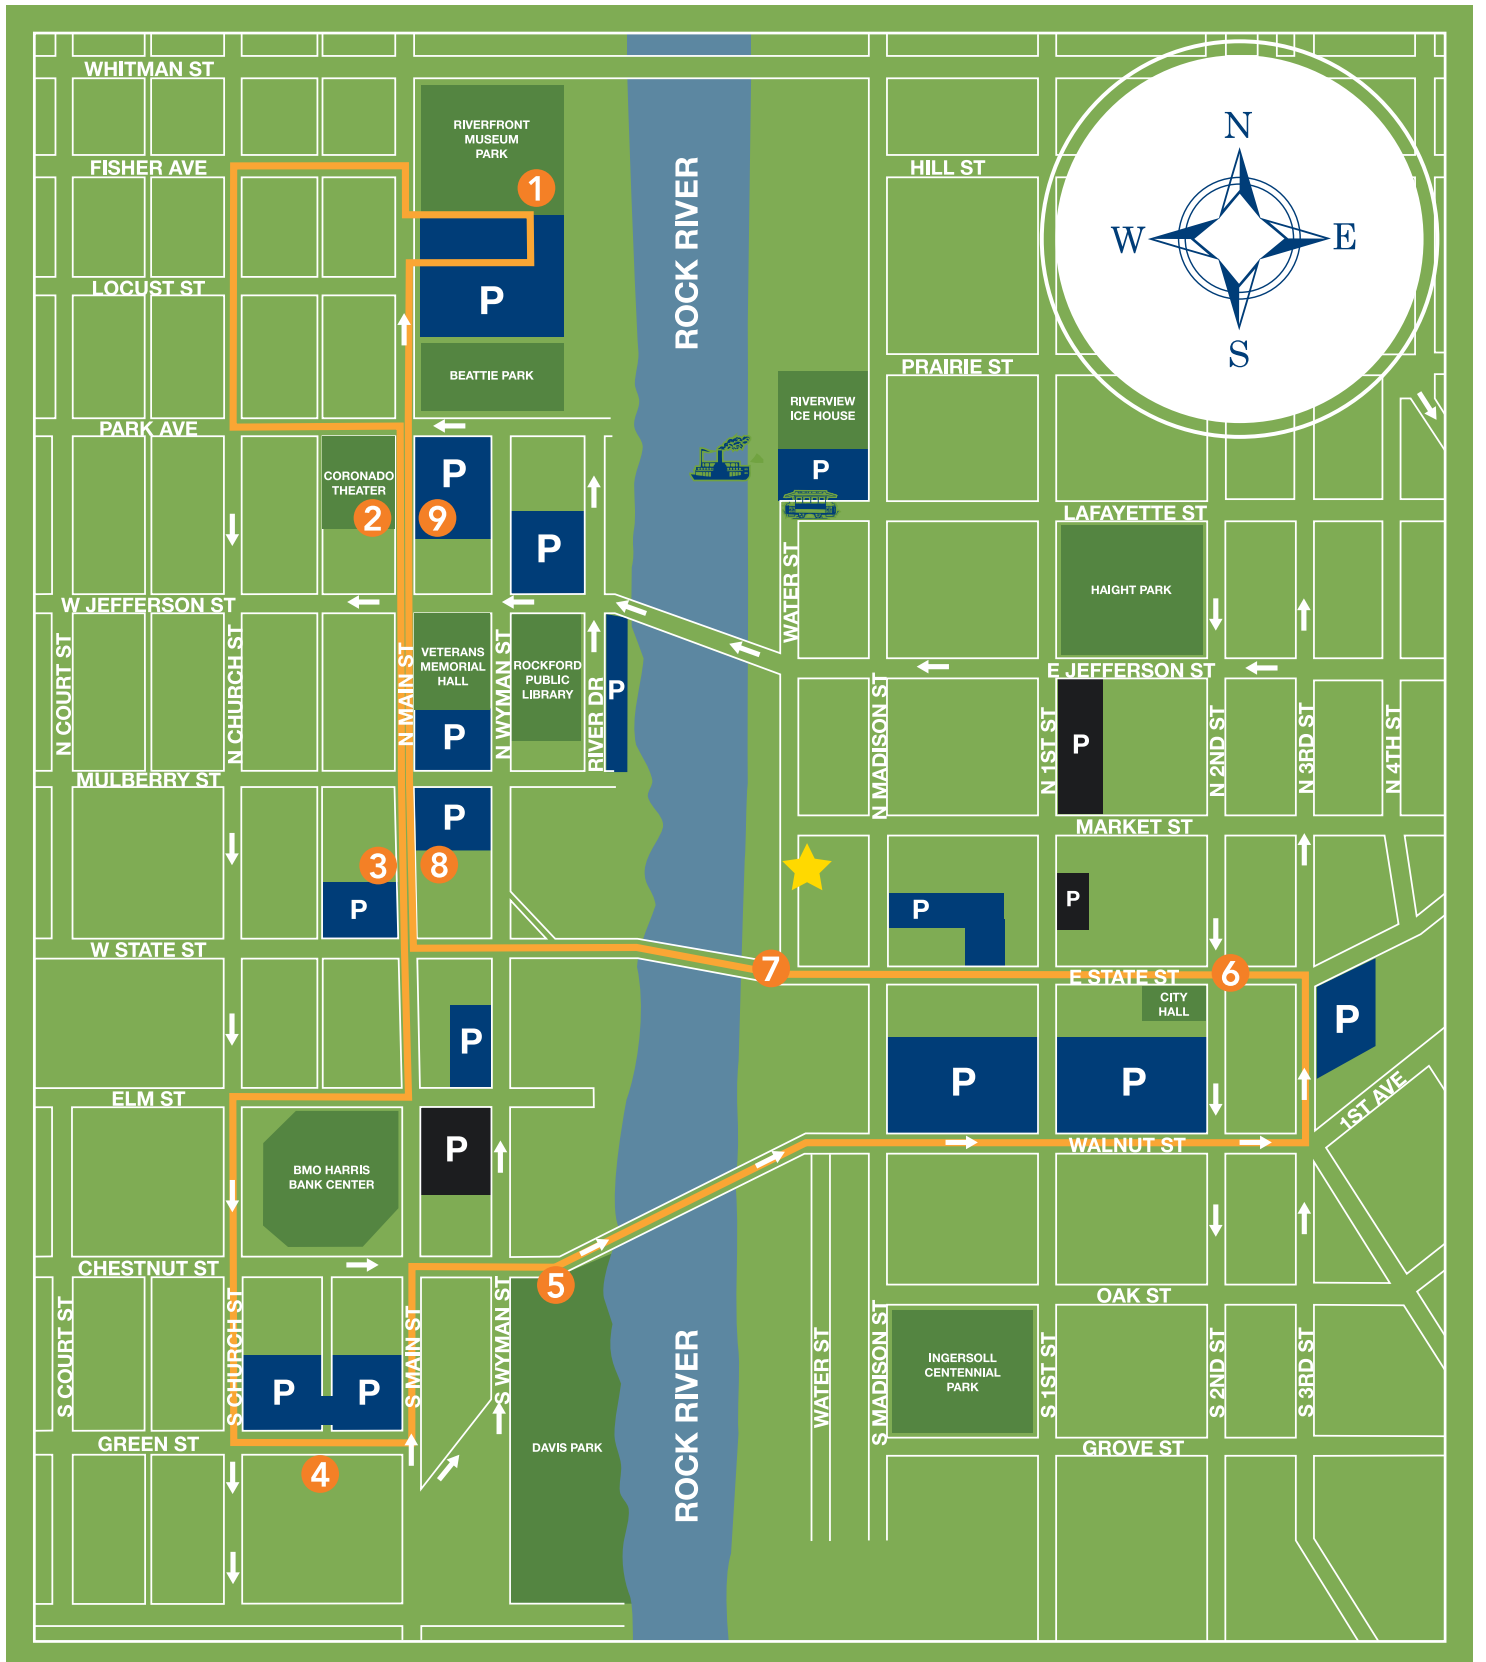 WHITMAN ST
N
W
E
S
RIVERFRONT
MUSEUM
PARK
1
FISHER AVE
HILL ST
ROCK RIVER
LOCUST ST
P
BEATTIE PARK
PRAIRIE ST
RIVERVIEW
ICE HOUSE
P
PARK AVE
CORONADO
THEATER
2
P
9
P
LAFAYETTE ST
WATER ST
HAIGHT PARK
W JEFFERSON ST
E JEFFERSON ST
N COURT ST
N CHURCH ST
N MAIN ST
VETERANS
MEMORIAL
HALL
P
N WYMAN ST
ROCKFORD
PUBLIC
LIBRARY
RIVER DR
P
N MADISON ST
N 1ST ST
P
N 2ND ST
N 3RD ST
N 4TH ST
MULBERRY ST
P
8
3
P
MARKET ST
P
P
W STATE ST
7
E STATE ST
6
CITY
HALL
P
P
P
P
ELM ST
1ST AVE
P
BMO HARRIS
BANK CENTER
WALNUT ST
CHESTNUT ST
5
OAK ST
S COURT ST
S CHURCH ST
P
P
S MAIN ST
S WYMAN ST
DAVIS PARK
ROCK RIVER
WATER ST
S MADISON ST
INGERSOLL
CENTENNIAL
PARK
S 1ST ST
S 2ND ST
S 3RD ST
GREEN ST
GROVE ST
4